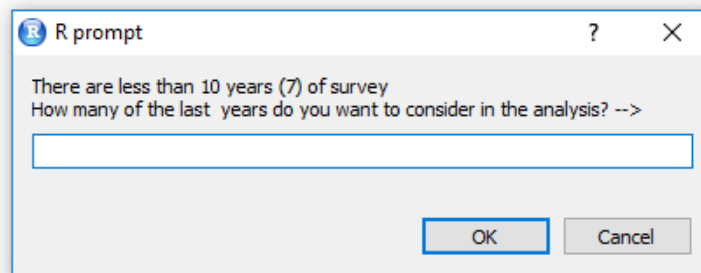 R prompt
There are less than 10 years (7) of survey
How many of the last  years do you want to consider in the analysis? -->
OK
Cancel